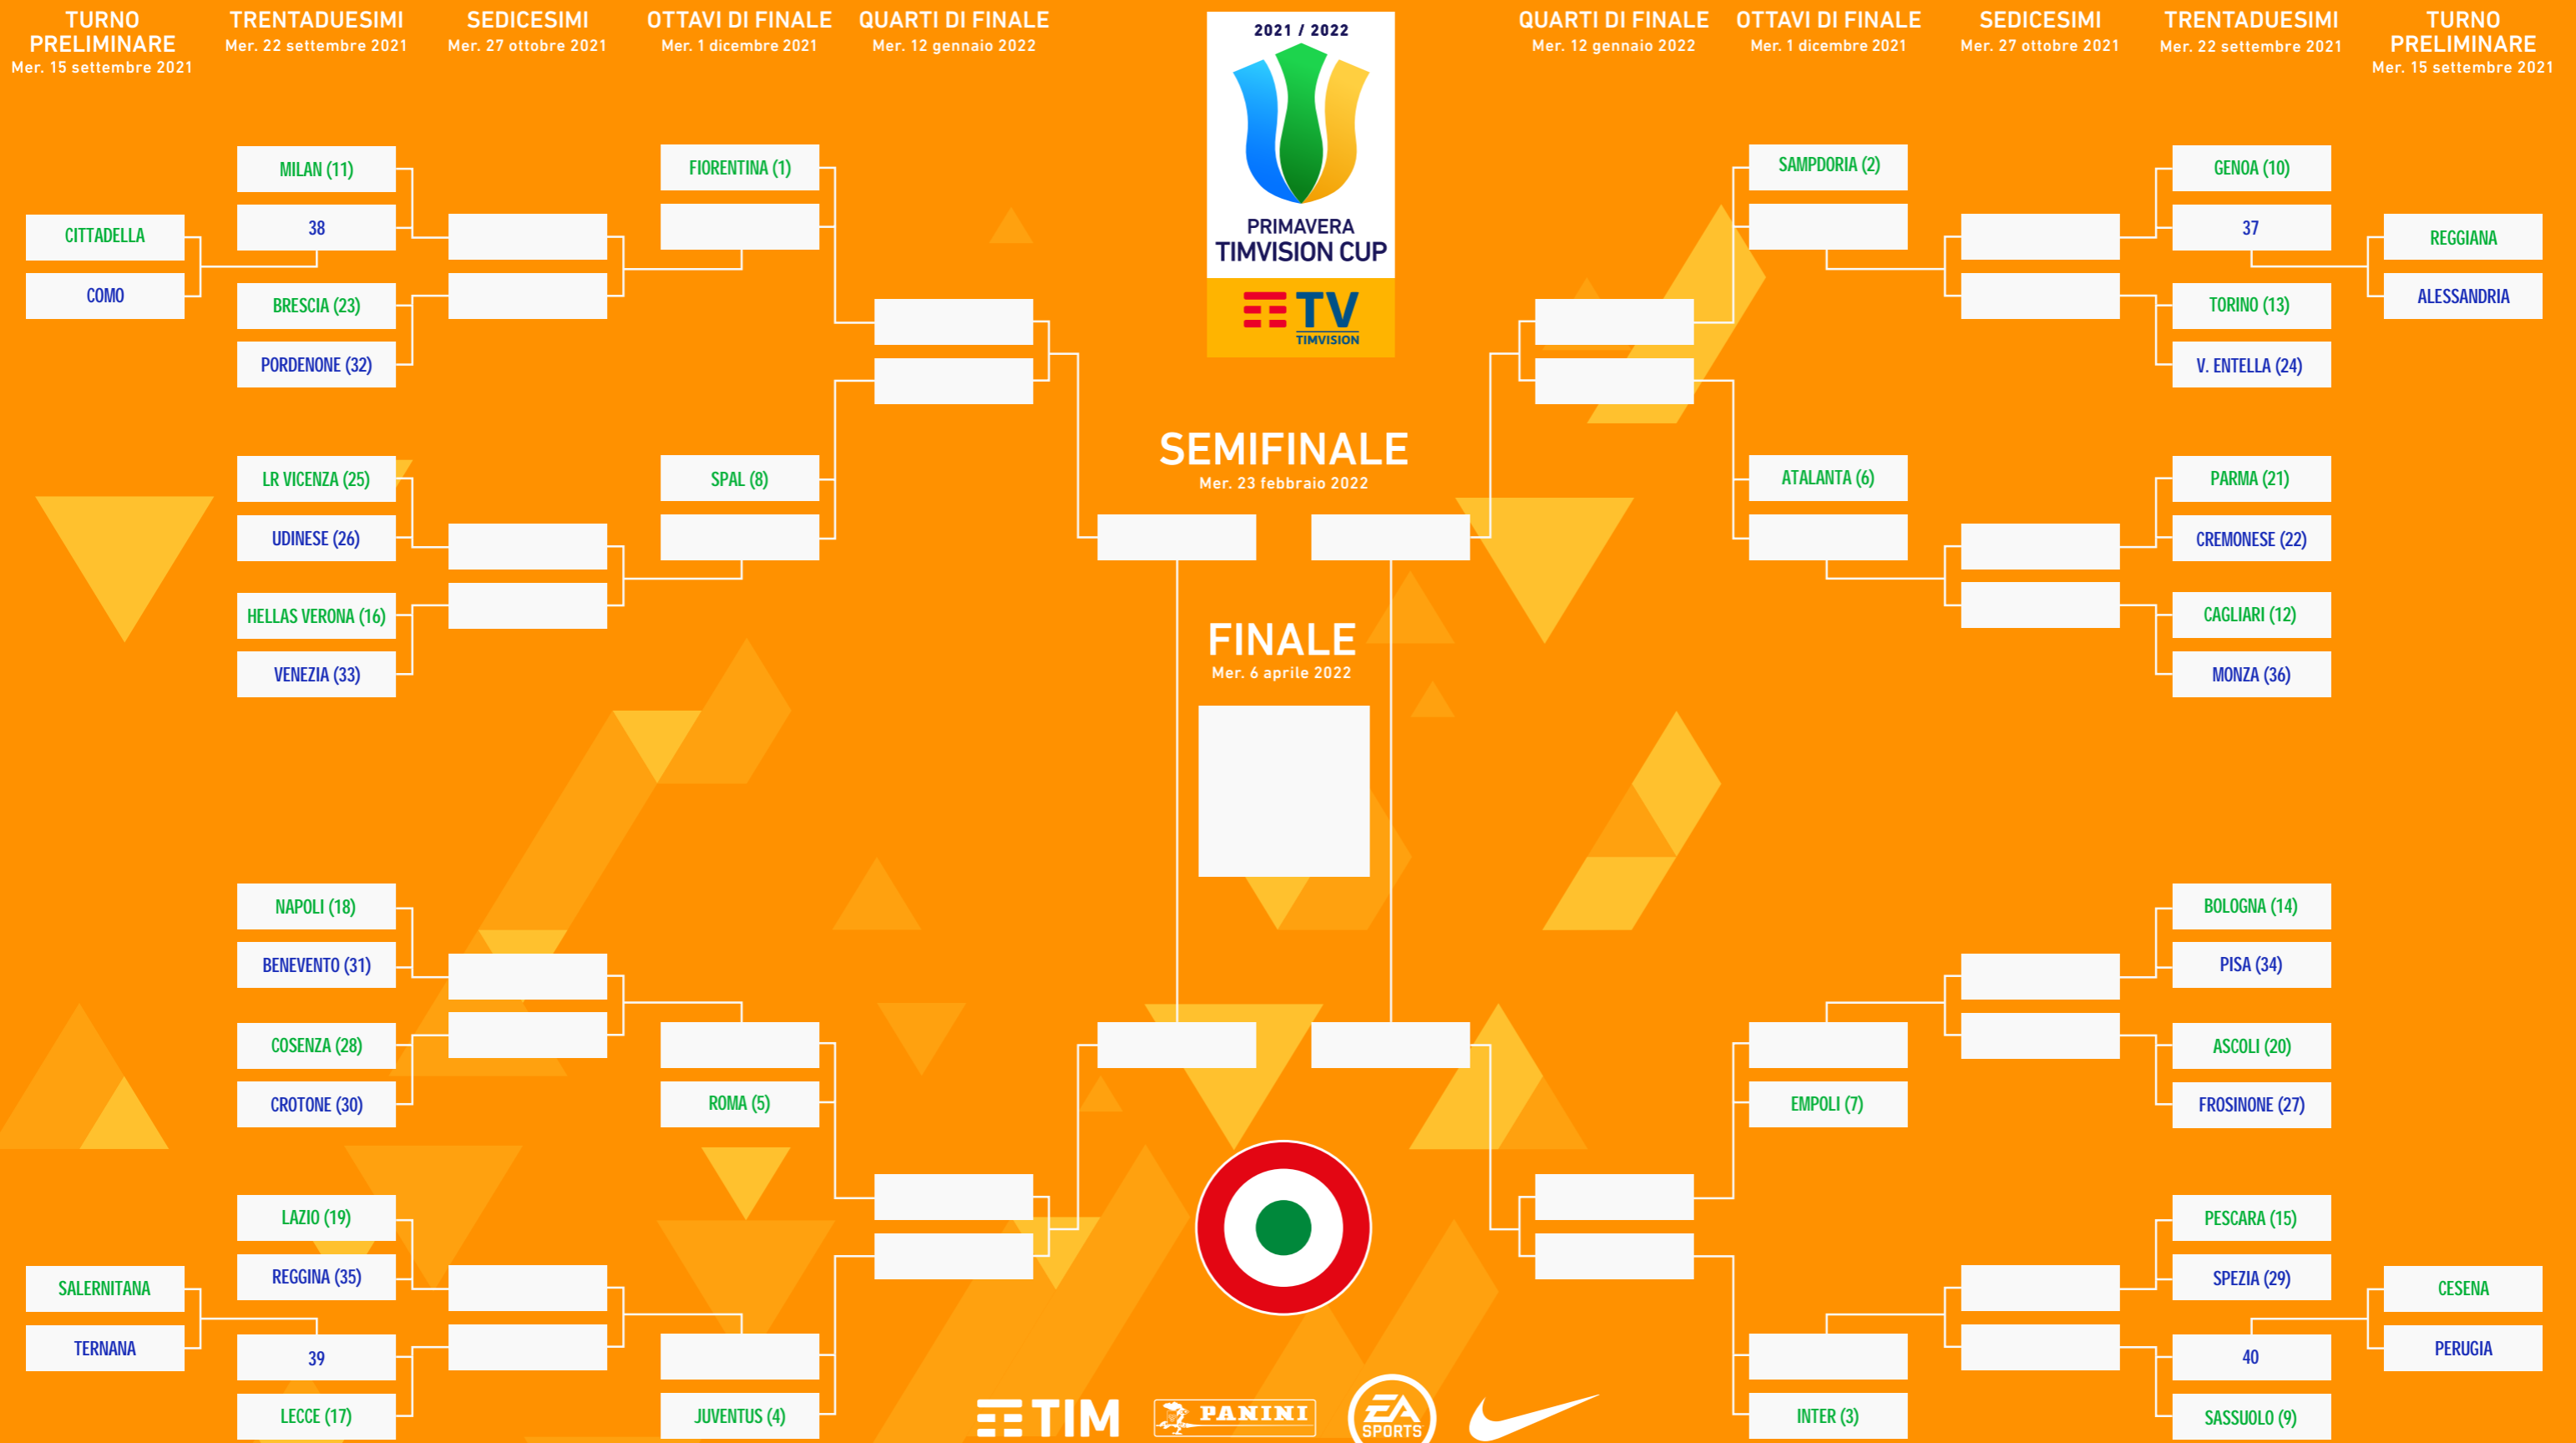 TURNO
PRELIMINARE
Mer. 15 settembre 2021
TRENTADUESIMI
Mer. 22 settembre 2021
SEDICESIMI
Mer. 27 ottobre 2021
OTTAVI DI FINALE
Mer. 1 dicembre 2021
QUARTI DI FINALE
Mer. 12 gennaio 2022
2021 / 2022
PRIMAVERA
TIMVISION CUP
TV
TIMVISION
QUARTI DI FINALE
Mer. 12 gennaio 2022
OTTAVI DI FINALE
Mer. 1 dicembre 2021
SEDICESIMI
Mer. 27 ottobre 2021
TRENTADUESIMI
Mer. 22 settembre 2021
TURNO
PRELIMINARE
Mer. 15 settembre 2021
CITTADELLA
COMO
SALERNITANA
TERNANA
MILAN (11)
38
BRESCIA (23)
PORDENONE (32)
LR VICENZA (25)
UDINESE (26)
HELLAS VERONA (16)
VENEZIA (33)
NAPOLI (18)
BENEVENTO (31)
COSENZA (28)
CROTONE (30)
LAZIO (19)
REGGINA (35)
39
LECCE (17)
FIORENTINA (1)
SPAL (8)
ROMA (5)
JUVENTUS (4)
SEMIFINALE
Mer. 23 febbraio 2022
FINALE
Mer. 6 aprile 2022
SAMPDORIA (2)
ATALANTA (6)
EMPOLI (7)
INTER (3)
GENOA (10)
37
TORINO (13)
V. ENTELLA (24)
PARMA (21)
CREMONESE (22)
CAGLIARI (12)
MONZA (36)
BOLOGNA (14)
PISA (34)
ASCOLI (20)
FROSINONE (27)
PESCARA (15)
SPEZIA (29)
40
SASSUOLO (9)
REGGIANA
ALESSANDRIA
CESENA
PERUGIA
TIM
PANINI
EA
SPORTS